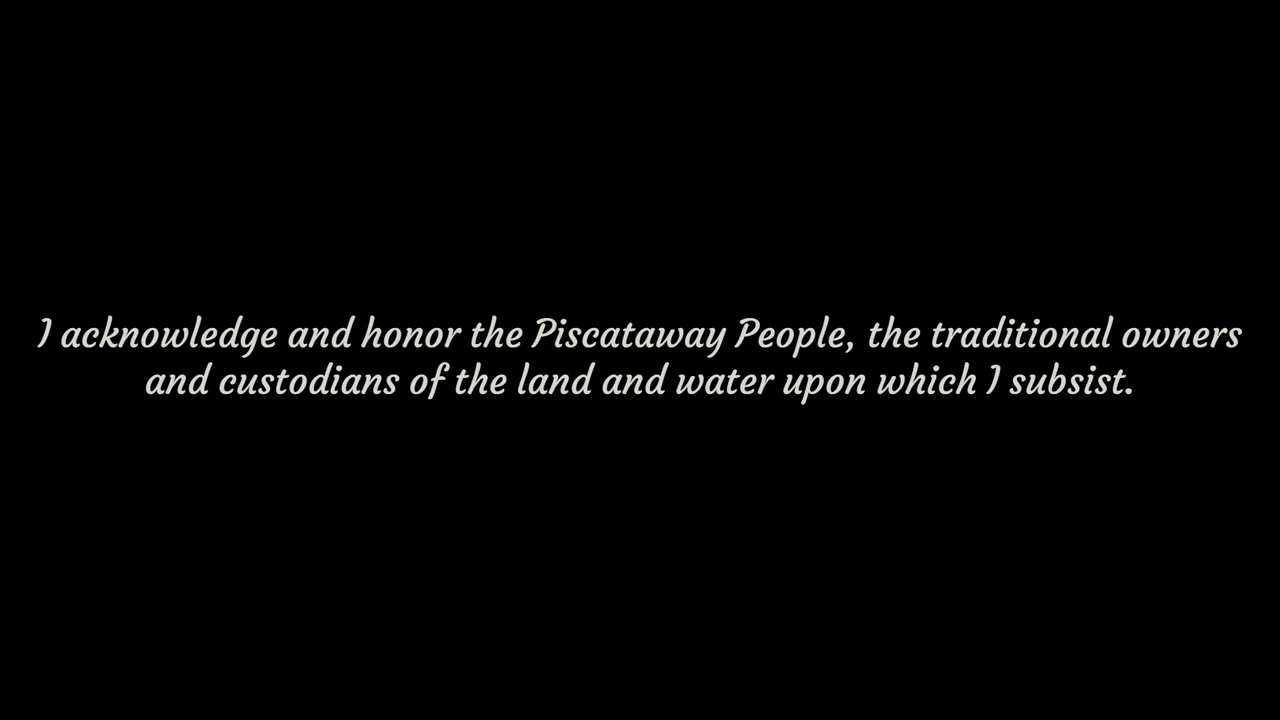 I acknowledge and honor the Piscataway People, the traditional owners
and custodians of the land and water upon which I subsist.